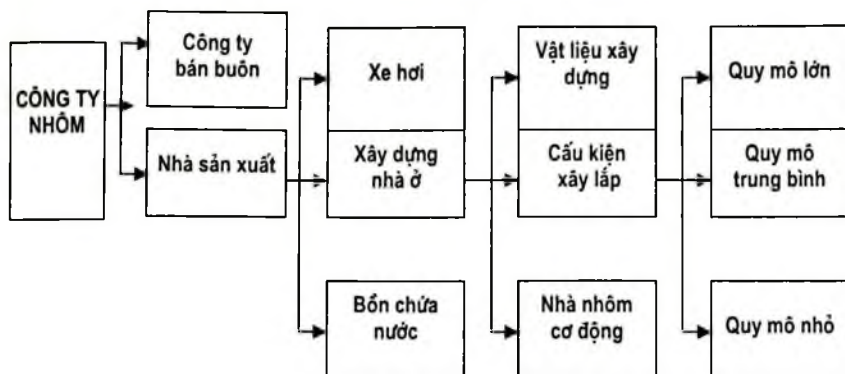 CÔNG TY
NHÔM
Công ty
bán buôn
Nhà sản xuất
Xe hơi
Xây dựng
nhà ở
Bồn chứa
nước
Vật liệu xây
dựng
Cấu kiện
xây lắp
Nhà nhôm
cơ động
Quy mô lớn
Quy mô
trung bình
Quy mô nhỏ